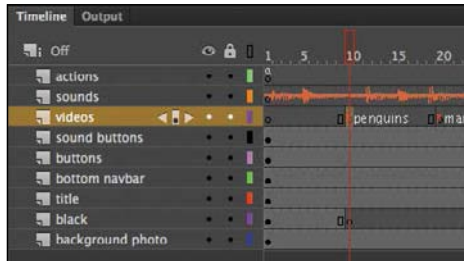 Timeline Output
Off 1 5 10 15 20
actions a
sounds
videos penguins ma
sound buttons
buttons
bottom navbar
title
black
background photo